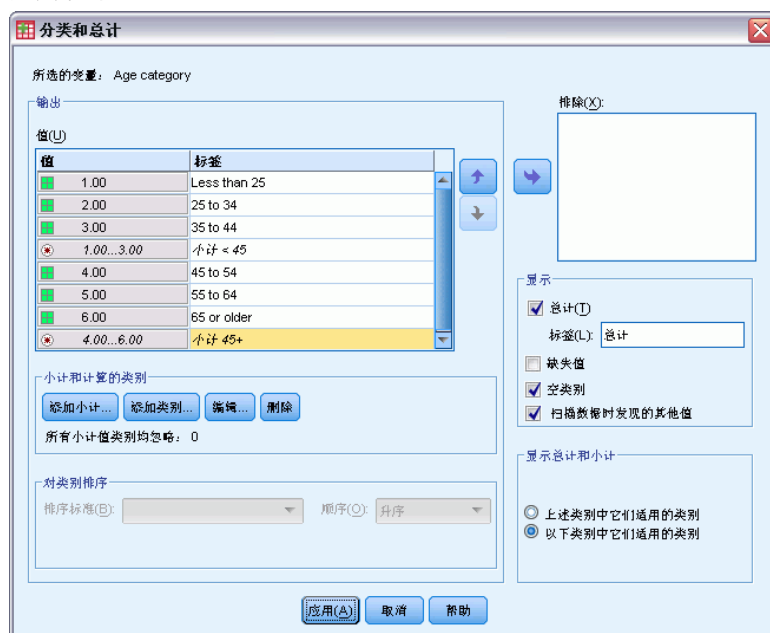 分类和总计
所选的变量： Age category
输出
值(U)
值 标签
1.00 Less than 25
2.00 25 to 34
3.00 35 to 44
1.00...3.00 小计 < 45
4.00 45 to 54
5.00 55 to 64
6.00 65 or older
4.00...6.00 小计 45+
小计和计算的类别
添加小计... 添加类别... 编辑... 删除
所有小计值类别均忽略： 0
对类别排序
排序标准(B): 顺序(O): 升序
排除(X):
显示
总计(T)
标签(L): 总计
缺失值
空类别
扫描数据时发现的其他值
显示总计和小计
上述类别中它们适用的类别
以下类别中它们适用的类别
应用(A) 取消 帮助